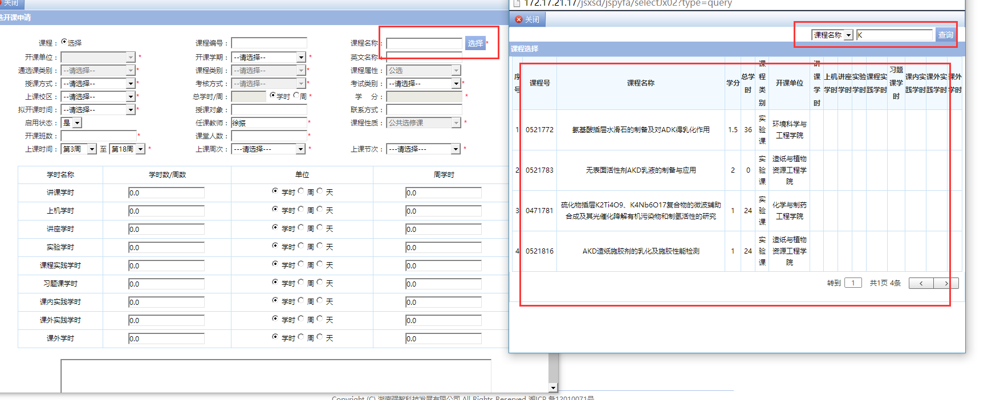 关闭
选开课申请
课程： 选择 课程编号： 课程名称： 选择 *
开课单位： * 开课学期： --请选择-- * 英文名称：
通选课类别： --请选择-- * 课程类别： --请选择-- * 课程属性： 公选
授课方式： --请选择-- * 考核方式： --请选择-- * 考试类别： --请选择-- *
上课校区： --请选择-- * 总学时/周： 学时 周 * 学 分： *
拟开课时间： --请选择-- * 授课对象： 联系方式：
启用状态： 是 任课教师： 徐振 * 课程性质： 公共选修课 *
开课班数： * 课堂人数： *
上课时间： 第3周 至 第18周 * 上课周次： ---请选择--- * 上课节次： ---请选择--- *
学时名称 学时数/周数 单位 周学时
讲课学时 0.0 学时 周 天 0.0
上机学时 0.0 学时 周 天 0.0
讲座学时 0.0 学时 周 天 0.0
实验学时 0.0 学时 周 天 0.0
课程实践学时 0.0 学时 周 天 0.0
习题课学时 0.0 学时 周 天 0.0
课内实践学时 0.0 学时 周 天 0.0
课外实践学时 0.0 学时 周 天 0.0
课外学时 0.0 学时 周 天 0.0
172.17.21.17/jsxsd/jspyfa/selectJx02?type=query
关闭
课程名称 K 查询
课程选择
序号 课程号 课程名称 学分 总学时 课程类别 开课单位 讲课学时 上机学时 讲座学时 实验学时 课程实践学时 习题课学时 课内实践学时 课外实践学时 课外学时
1 0521772 氨基酸插层水滑石的制备及对ADK得乳化作用 1.5 36 实验课 环境科学与工程学院
2 0521783 无表面活性剂AKD乳液的制备与应用 2 0 实验课 造纸与植物资源工程学院
3 0471781 硫化物插层K2Ti4O9、K4Nb6O17复合物的微波辅助合成及其光催化降解有机污染物和制氢活性的研究 1 24 实验课 化学与制药工程学院
4 0521816 AKD造纸施胶剂的乳化及施胶性能检测 1 24 实验课 造纸与植物资源工程学院
转到 1 共1页 4条 < >
Copyright (C) 湖南强智科技发展有限公司 All Rights Reserved 湘ICP 备12010071号